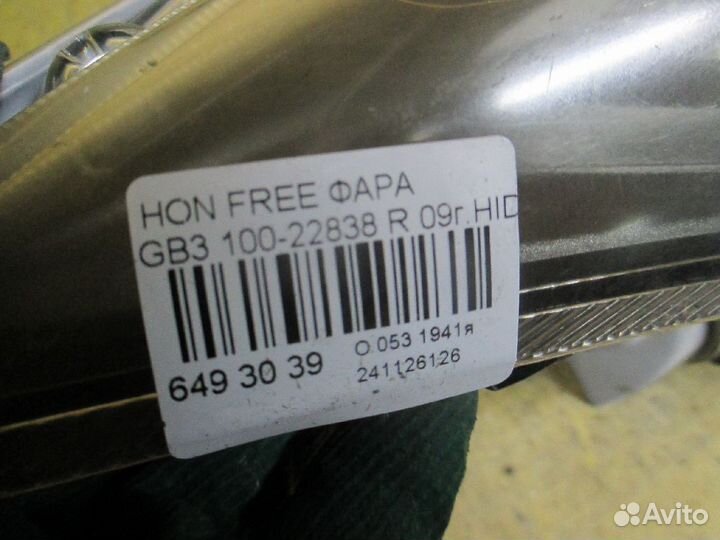 HON FREE ФАРА
GB3 100-22838 R 09г.HID
649 30 39
О.053 1941я
241126126
Avito